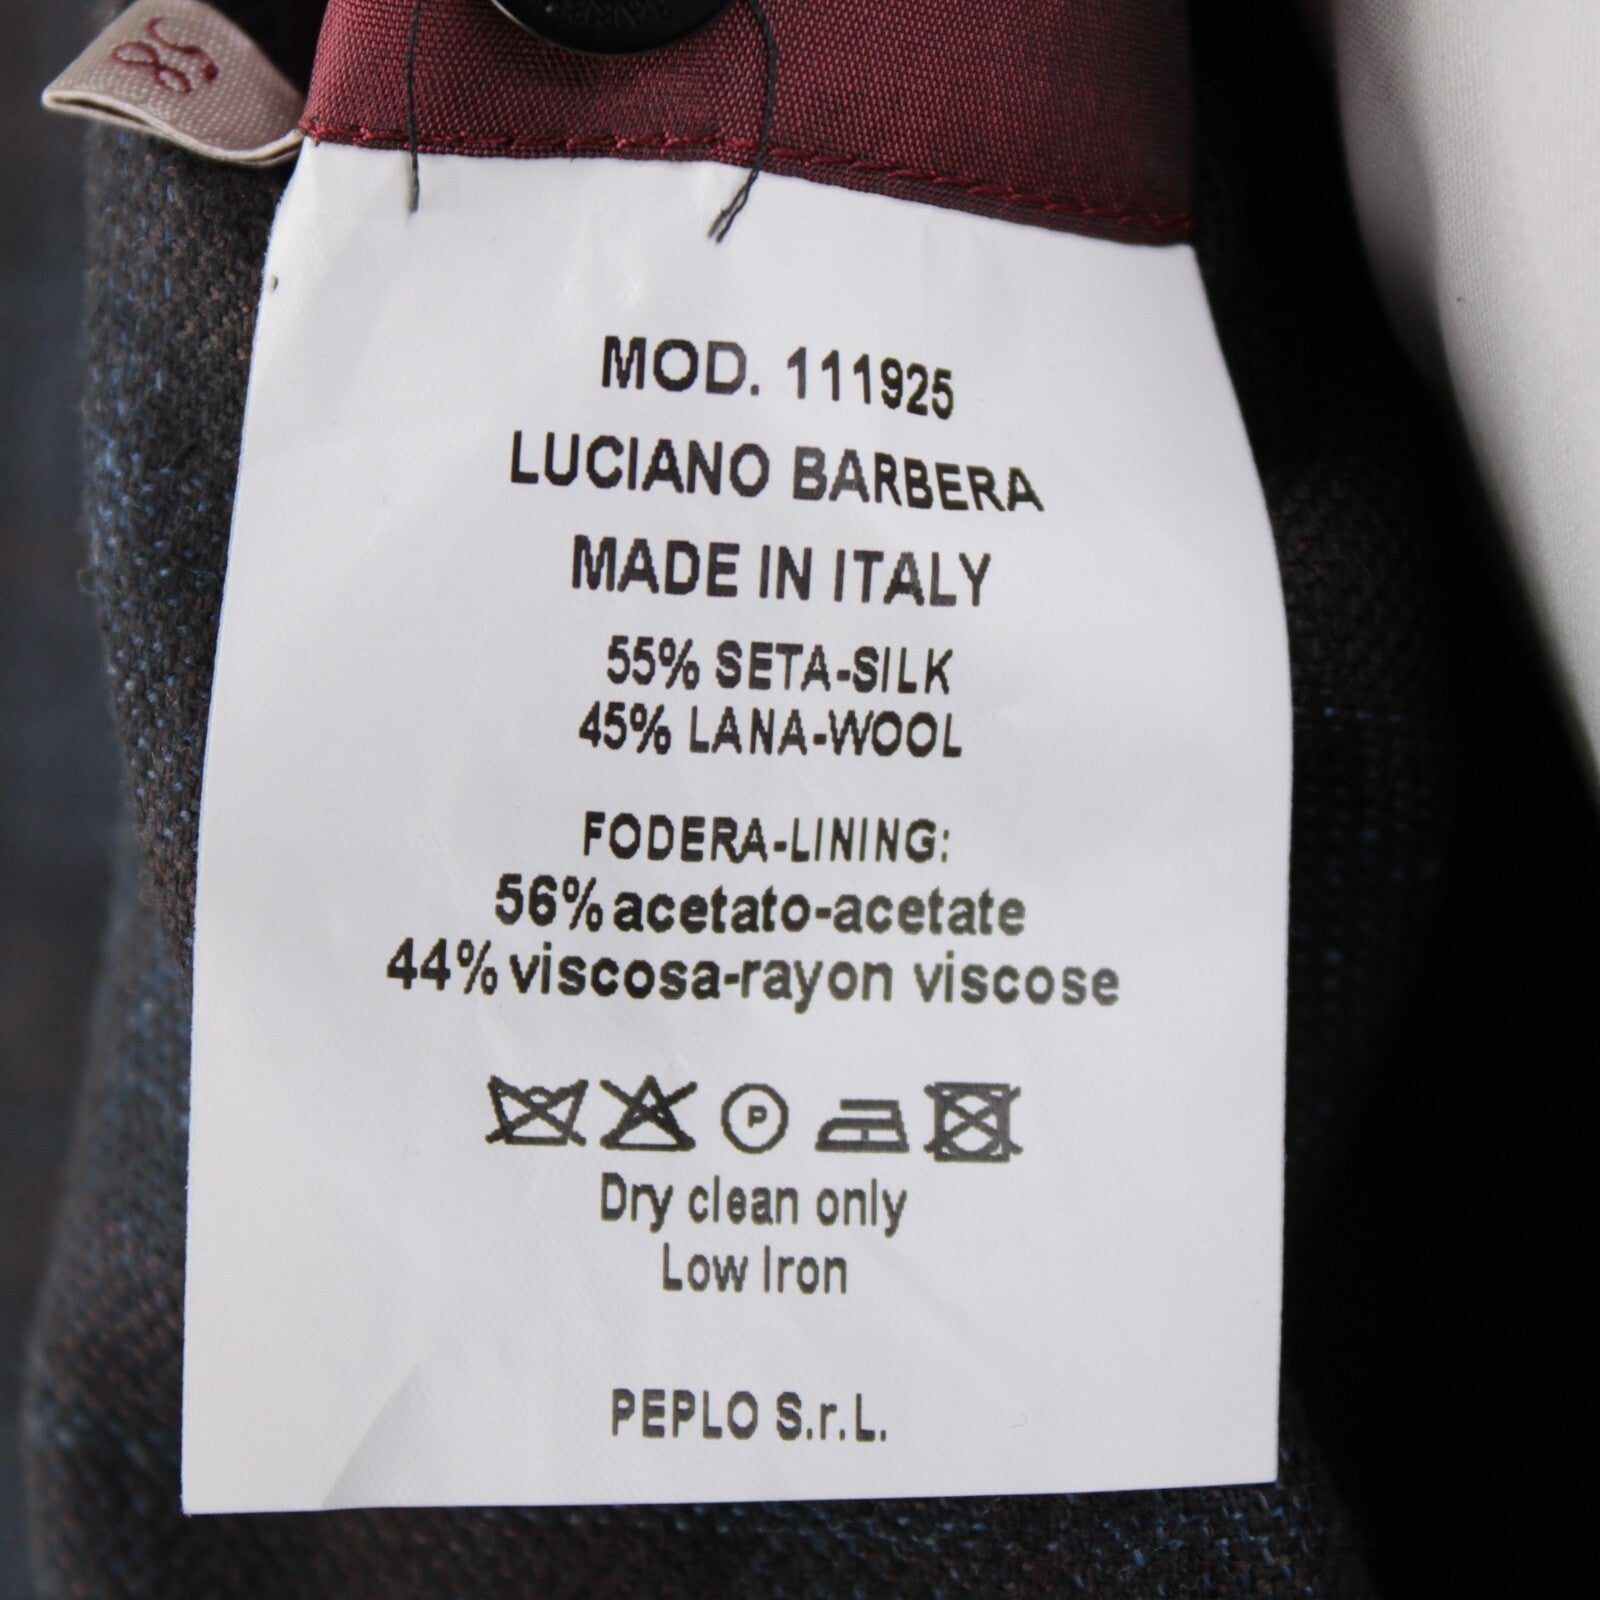 MOD. 111925
LUCIANO BARBERA
MADE IN ITALY
55% SETA-SILK
45% LANA-WOOL
FODERA-LINING:
56% acetato-acetate
44% viscosa-rayon viscose
P
Dry clean only
Low Iron
PEPLO S.r.L.